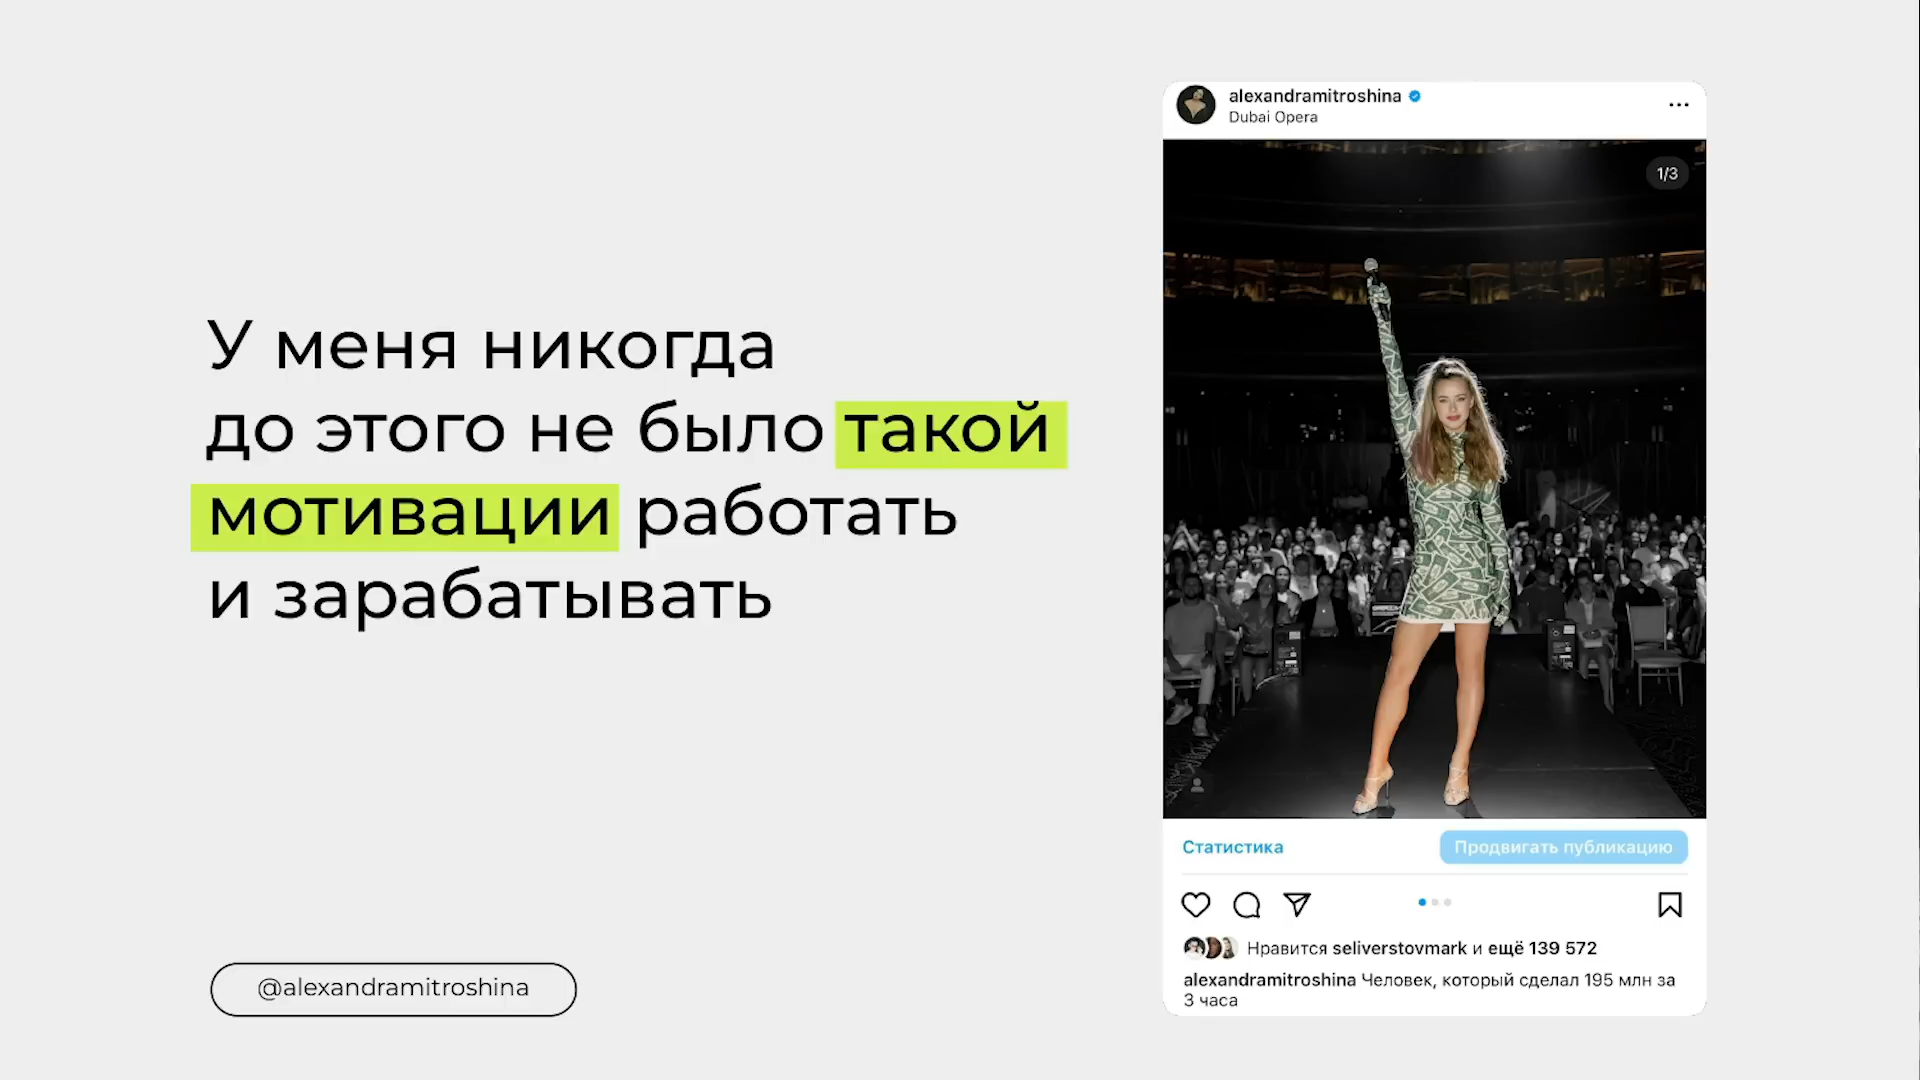 У меня никогда
до этого не было такой
мотивации работать
и зарабатывать
@alexandramitroshina
alexandramitroshina
Dubai Opera
1/3
Статистика
Продвигать публикацию
Нравится seliverstovmark и ещё 139 572
alexandramitroshina Человек, который сделал 195 млн за
3 часа